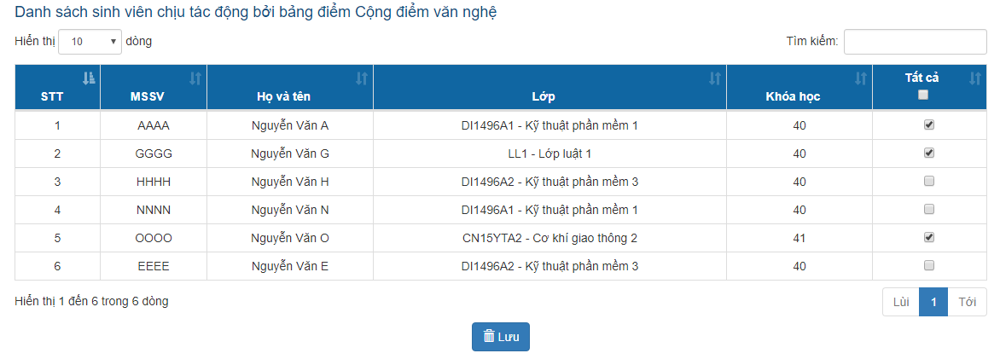 Danh sách sinh viên chịu tác động bởi bảng điểm Cộng điểm văn nghệ
Hiển thị 10 dòng Tìm kiếm:
STT MSSV Họ và tên Lớp Khóa học Tất cả
1 AAAA Nguyễn Văn A DI1496A1 - Kỹ thuật phần mềm 1 40
2 GGGG Nguyễn Văn G LL1 - Lớp luật 1 40
3 HHHH Nguyễn Văn H DI1496A2 - Kỹ thuật phần mềm 3 40
4 NNNN Nguyễn Văn N DI1496A1 - Kỹ thuật phần mềm 1 40
5 OOOO Nguyễn Văn O CN15YTA2 - Cơ khí giao thông 2 41
6 EEEE Nguyễn Văn E DI1496A2 - Kỹ thuật phần mềm 3 40
Hiển thị 1 đến 6 trong 6 dòng Lùi 1 Tới
Lưu